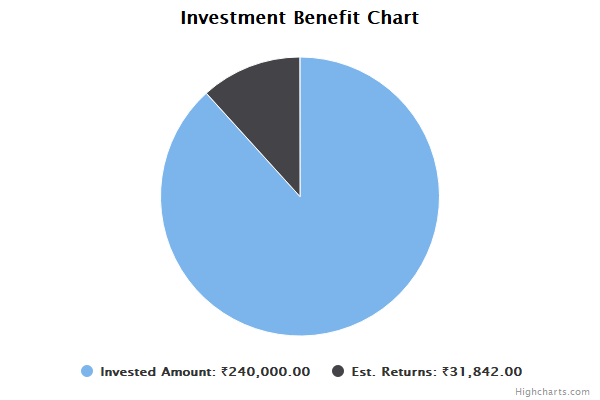 Investment Benefit Chart
Invested Amount: ₹240,000.00 Est. Returns: ₹31,842.00
Highcharts.com